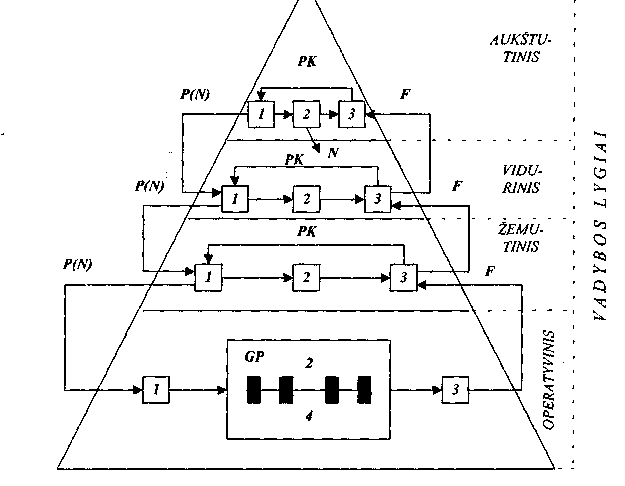 AUKŠTU-
TINIS
PK
P(N)
F
1
2
3
N
PK
VIDU-
RINIS
P(N)
F
1
2
3
PK
ŽEMU-
TINIS
P(N)
F
1
2
3
GP
2
1
3
4
OPERATYVINIS
VADYBOS LYGIAI